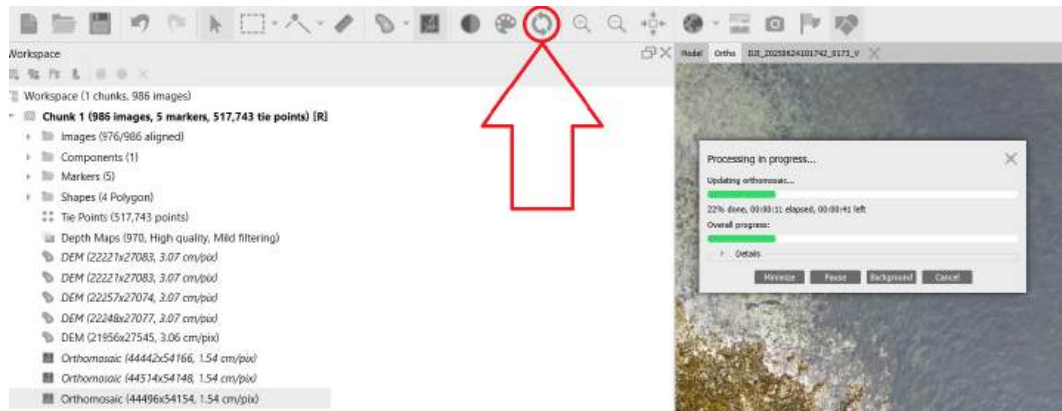 Workspace
Workspace (1 chunks, 986 images)
Chunk 1 (986 images, 5 markers, 517,743 tie points) [R]
Images (976/986 aligned)
Components (1)
Markers (5)
Shapes (4 Polygon)
Tie Points (517,743 points)
Depth Maps (970, High quality, Mild filtering)
DEM (22221x27083, 3.07 cm/pix)
DEM (22221x27083, 3.07 cm/pix)
DEM (22257x27074, 3.07 cm/pix)
DEM (22248x27077, 3.07 cm/pix)
DEM (21956x27545, 3.06 cm/pix)
Orthomosaic (44442x54166, 1.54 cm/pix)
Orthomosaic (44514x54148, 1.54 cm/pix)
Orthomosaic (44496x54154, 1.54 cm/pix)
Model Ortho DJI_20250624101742_0173_V
Processing in progress...
Updating orthomosaic...
22% done, 00:00:11 elapsed, 00:00:41 left
Overall progress:
Details
Minimize Pause Background Cancel